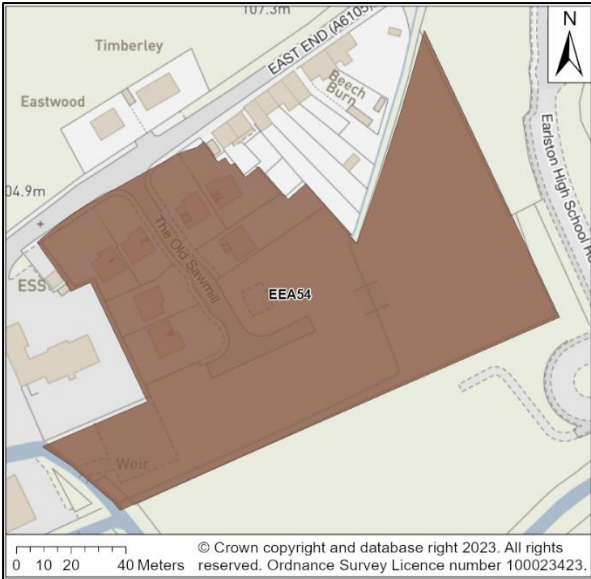 107.3m
N
Timberley
EAST END (A6105)
Beech
Burn
Eastwood
Earlston High School
04.9m
The Old Sawmill
ESS
EEA54
Weir
0 10 20 40 Meters
© Crown copyright and database right 2023. All rights
reserved. Ordnance Survey Licence number 100023423.